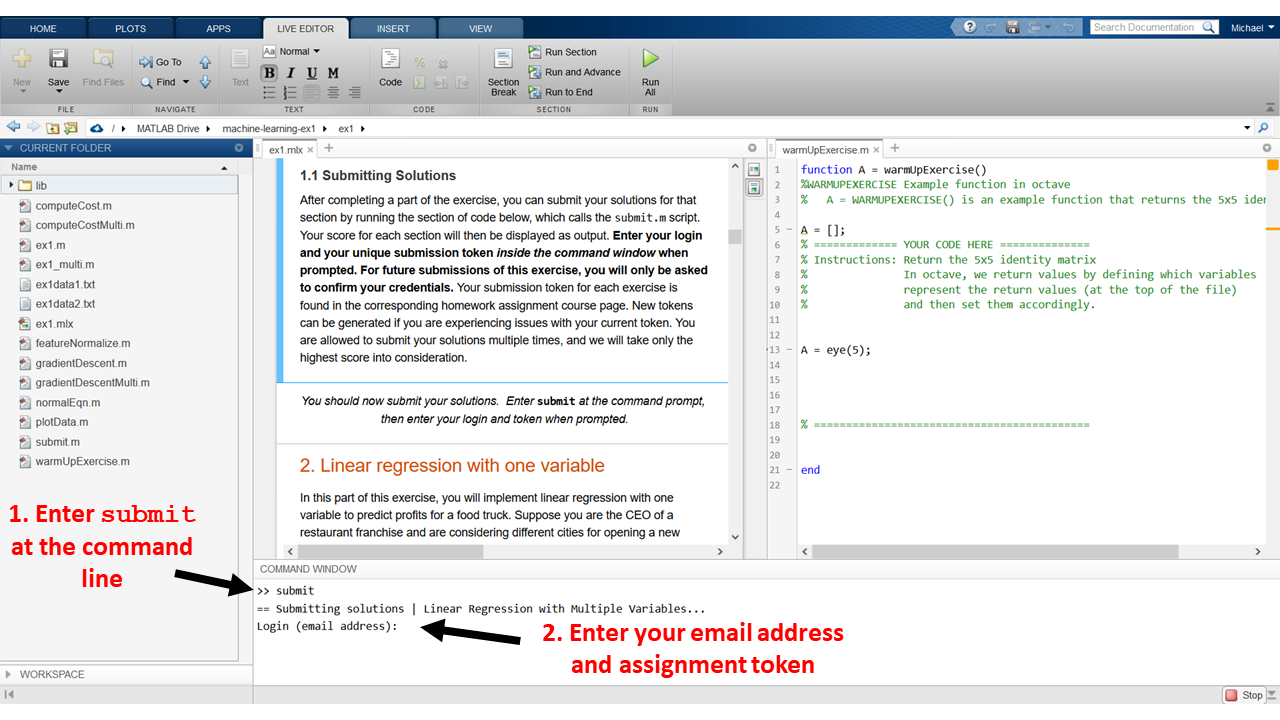 HOME PLOTS APPS LIVE EDITOR INSERT VIEW
Search Documentation Michael
New Save Find Files
FILE
Go To
Find
NAVIGATE
Text
Aa Normal
B I U M
TEXT
Code
CODE
Section Break
Run Section
Run and Advance
Run to End
SECTION
Run All
RUN
/ MATLAB Drive machine-learning-ex1 ex1
CURRENT FOLDER
Name
lib
computeCost.m
computeCostMulti.m
ex1.m
ex1_multi.m
ex1data1.txt
ex1data2.txt
ex1.mlx
featureNormalize.m
gradientDescent.m
gradientDescentMulti.m
normalEqn.m
plotData.m
submit.m
warmUpExercise.m
1. Enter submit
at the command
line
WORKSPACE
ex1.mlx
1.1 Submitting Solutions
After completing a part of the exercise, you can submit your solutions for that
section by running the section of code below, which calls the submit.m script.
Your score for each section will then be displayed as output. Enter your login
and your unique submission token inside the command window when
prompted. For future submissions of this exercise, you will only be asked
to confirm your credentials. Your submission token for each exercise is
found in the corresponding homework assignment course page. New tokens
can be generated if you are experiencing issues with your current token. You
are allowed to submit your solutions multiple times, and we will take only the
highest score into consideration.
You should now submit your solutions. Enter submit at the command prompt,
then enter your login and token when prompted.
2. Linear regression with one variable
In this part of this exercise, you will implement linear regression with one
variable to predict profits for a food truck. Suppose you are the CEO of a
restaurant franchise and are considering different cities for opening a new
warmUpExercise.m
1 function A = warmUpExercise()
2 %WARMUPEXERCISE Example function in octave
3 % A = WARMUPEXERCISE() is an example function that returns the 5x5 iden
4
5 A = [];
6 % ============= YOUR CODE HERE ==============
7 % Instructions: Return the 5x5 identity matrix
8 % In octave, we return values by defining which variables
9 % represent the return values (at the top of the file)
10 % and then set them accordingly.
11
12
13 A = eye(5);
14
15
16
17
18 % ===========================================
19
20
21 end
22
COMMAND WINDOW
>> submit
== Submitting solutions | Linear Regression with Multiple Variables...
Login (email address):
2. Enter your email address
and assignment token
Stop